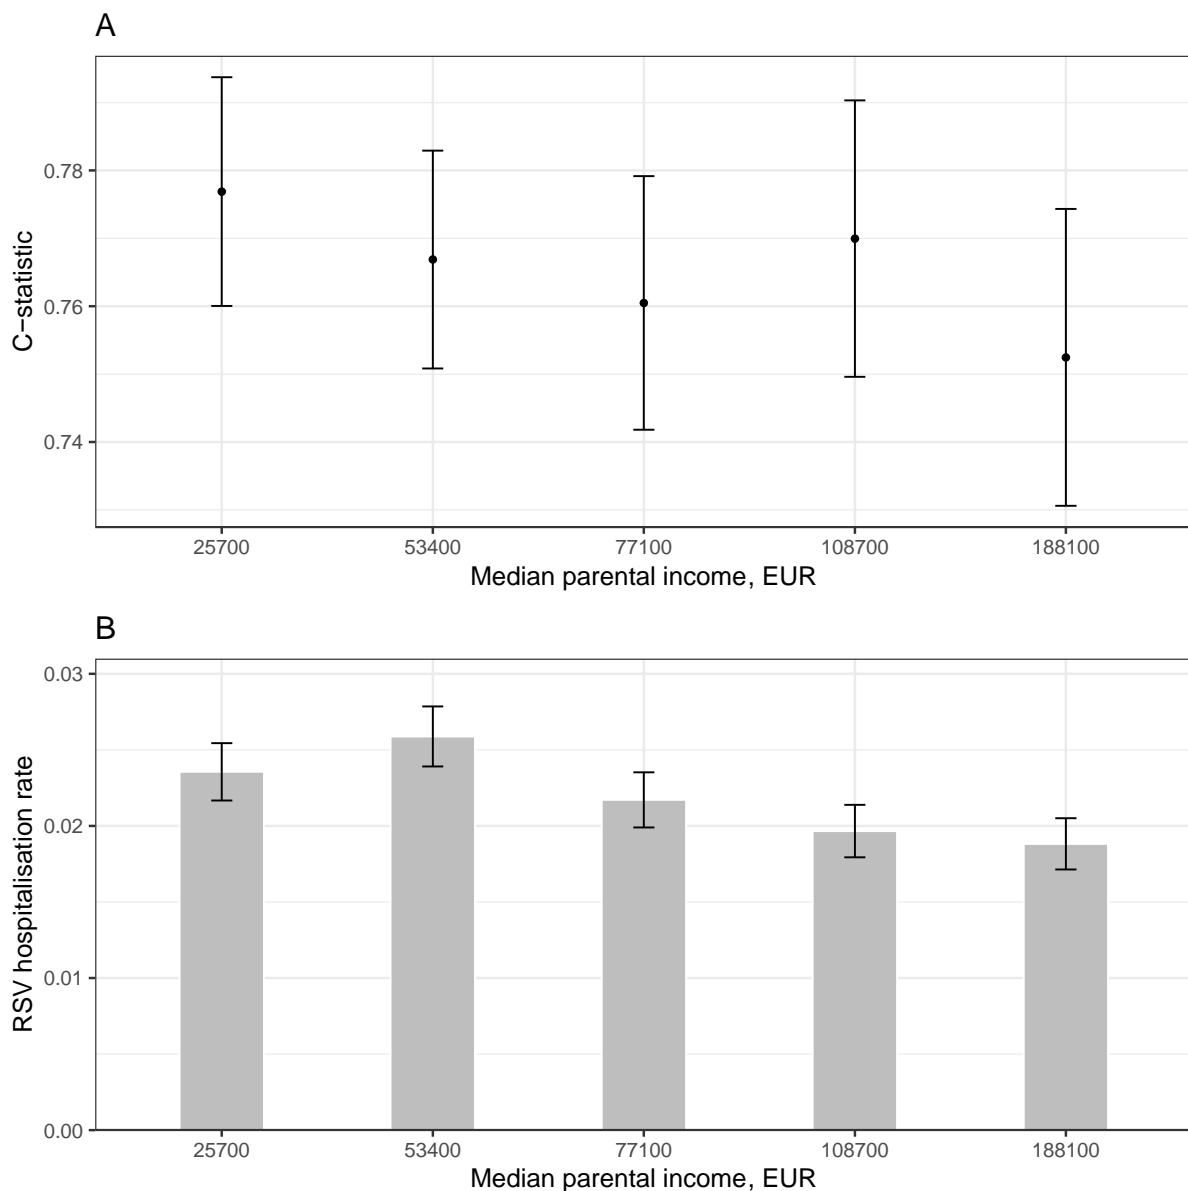 A
0.78
0.76
0.74
C−statistic
25700 53400 77100 108700 188100
Median parental income, EUR
B
0.03
0.02
0.01
0.00
RSV hospitalisation rate
25700 53400 77100 108700 188100
Median parental income, EUR